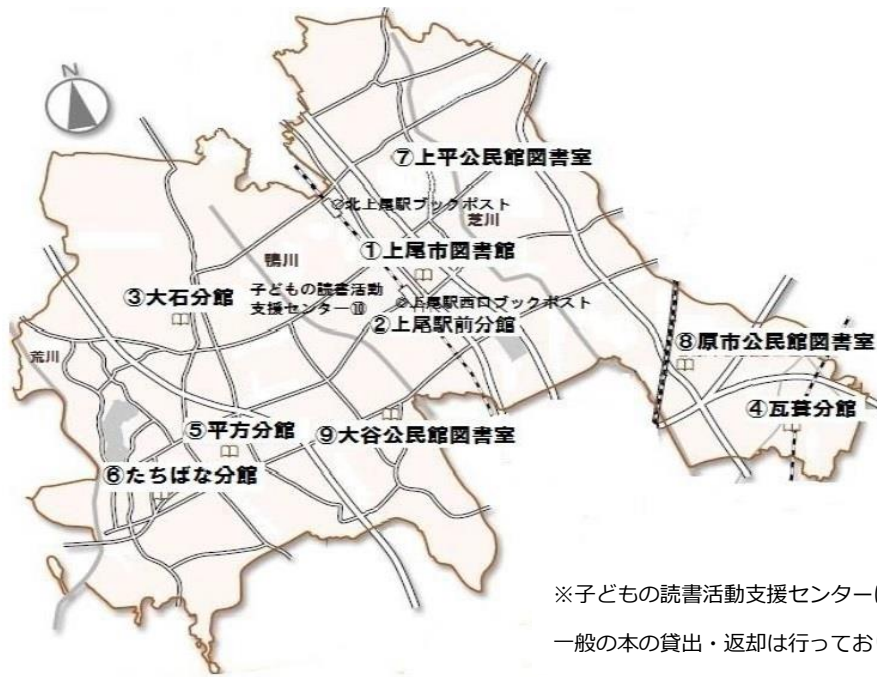 N
⑦上平公民館図書室
◎北上尾駅ブックポスト
芝川
①上尾市図書館
鴨川
③大石分館
子どもの読書活動
支援センター⑩
◎上尾駅西口ブックポスト
②上尾駅前分館
荒川
⑧原市公民館図書室
④瓦葺分館
⑤平方分館
⑨大谷公民館図書室
⑥たちばな分館
※子どもの読書活動支援センター
一般の本の貸出・返却は行ってお